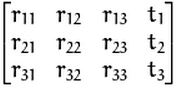 r₁₁ r₁₂ r₁₃ t₁
r₂₁ r₂₂ r₂₃ t₂
r₃₁ r₃₂ r₃₃ t₃